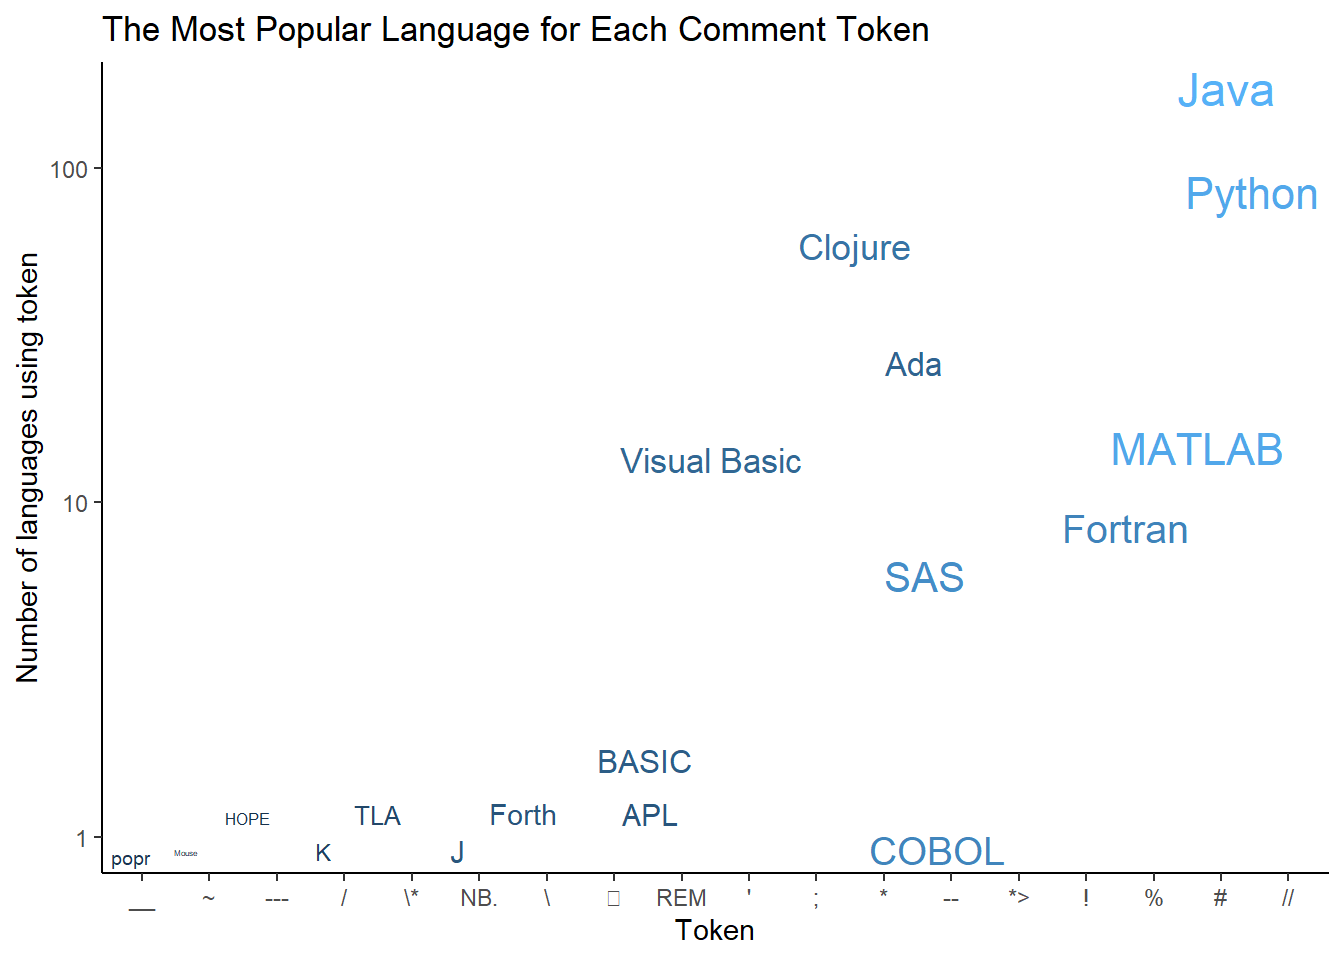 The Most Popular Language for Each Comment Token
Java
100
Python
Clojure
Ada
Visual Basic
MATLAB
10
Fortran
SAS
BASIC
HOPE
TLA
Forth
APL
1
popr
Mouse
K
J
COBOL
__ ~ --- / \* NB. \ REM ' ; * -- *> ! % # //
Token
Number of languages using token